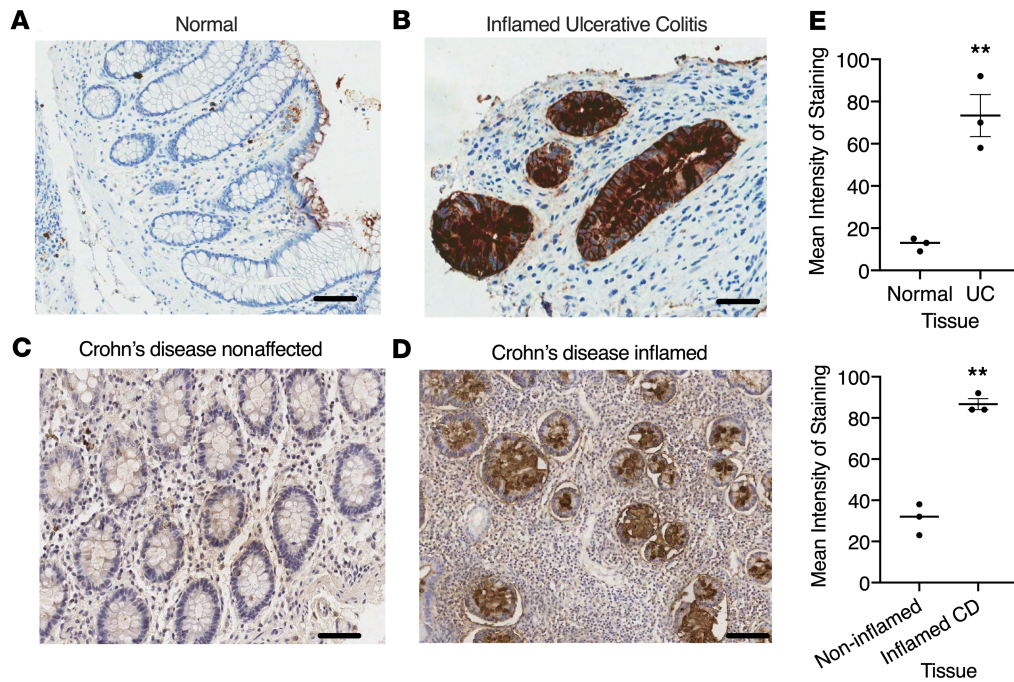 A
Normal
B
Inflamed Ulcerative Colitis
C
Crohn’s disease nonaffected
D
Crohn’s disease inflamed
E
Mean Intensity of Staining
100
80
60
40
20
0
**
Normal UC
Tissue
Mean Intensity of Staining
100
80
60
40
20
0
**
Non-inflamed
Inflamed CD
Tissue